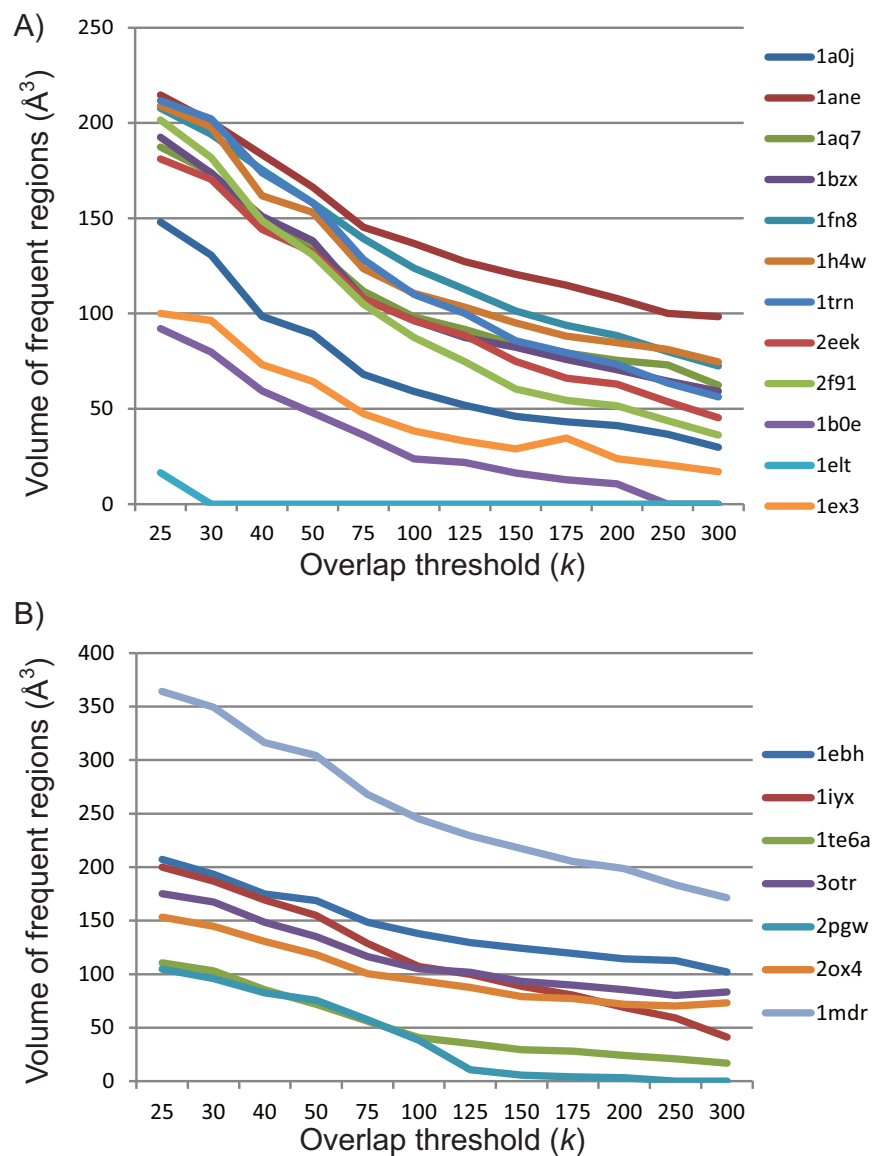 A)
Volume of frequent regions (Å³)
250
200
150
100
50
0
25 30 40 50 75 100 125 150 175 200 250 300
Overlap threshold (k)
1a0j
1ane
1aq7
1bzx
1fn8
1h4w
1trn
2eek
2f91
1b0e
1elt
1ex3
B)
Volume of frequent regions (Å³)
400
350
300
250
200
150
100
50
0
25 30 40 50 75 100 125 150 175 200 250 300
Overlap threshold (k)
1ebh
1iyx
1te6a
3otr
2pgw
2ox4
1mdr